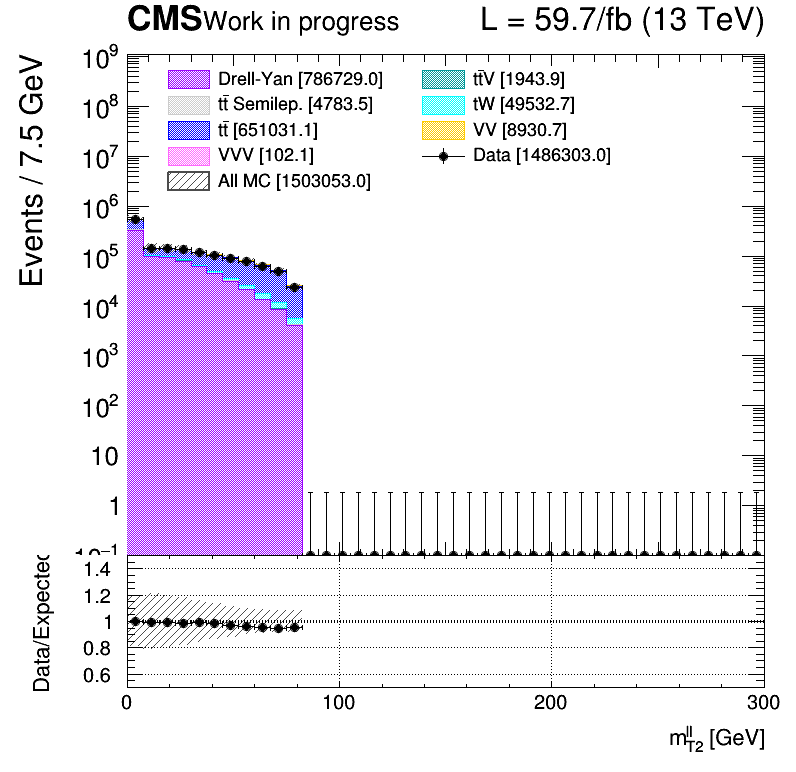 CMS Work in progress L = 59.7/fb (13 TeV)
Events / 7.5 GeV
10⁹
10⁸
10⁷
10⁶
10⁵
10⁴
10³
10²
10
1
10⁻¹
Drell-Yan [786729.0]
tt̄ Semilep. [4783.5]
tt̄ [651031.1]
VVV [102.1]
All MC [1503053.0]
tt̄V [1943.9]
tW [49532.7]
VV [8930.7]
Data [1486303.0]
Data/Expected
1.4
1.2
1
0.8
0.6
0 100 200 300
m_{T2}^{ll} [GeV]